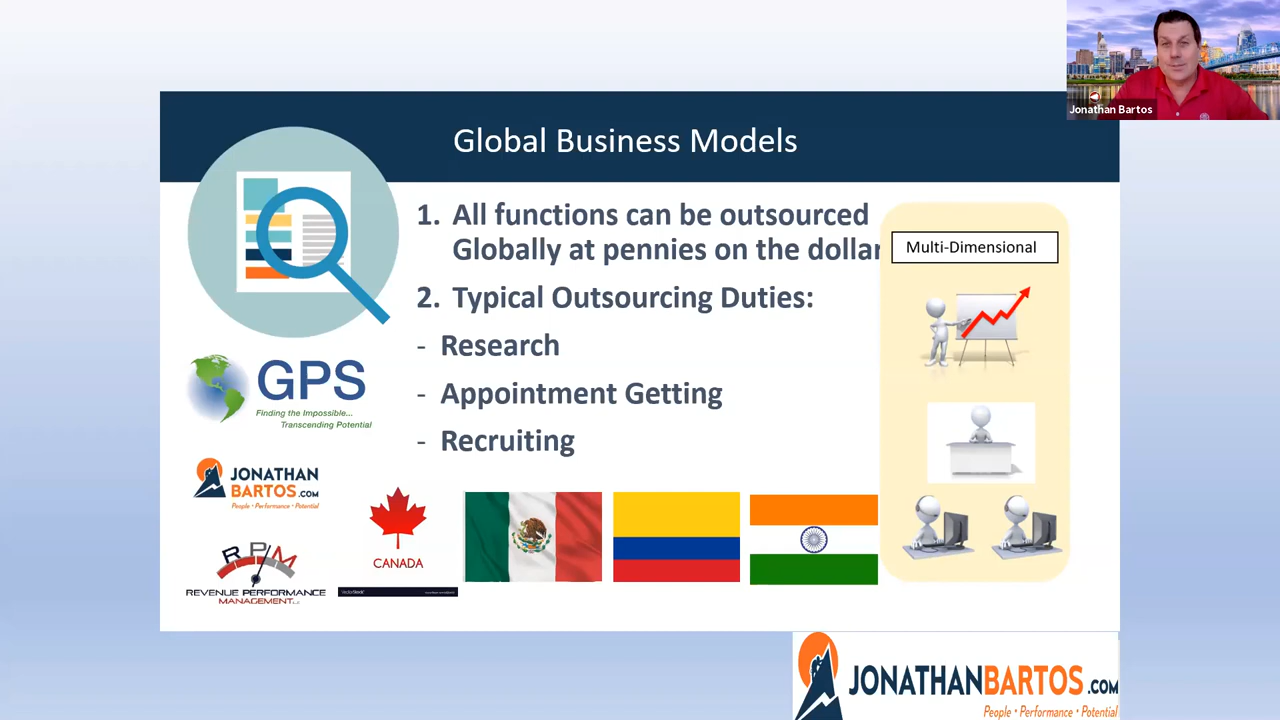 Jonathan Bartos
Global Business Models
1. All functions can be outsourced
Globally at pennies on the dollar
2. Typical Outsourcing Duties:
- Research
- Appointment Getting
- Recruiting
Multi-Dimensional
GPS
Finding the Impossible...
Transcending Potential
JONATHAN
BARTOS.COM
People • Performance • Potential
CANADA
RPM
REVENUE PERFORMANCE
MANAGEMENT
JONATHANBARTOS.COM
People • Performance • Potential